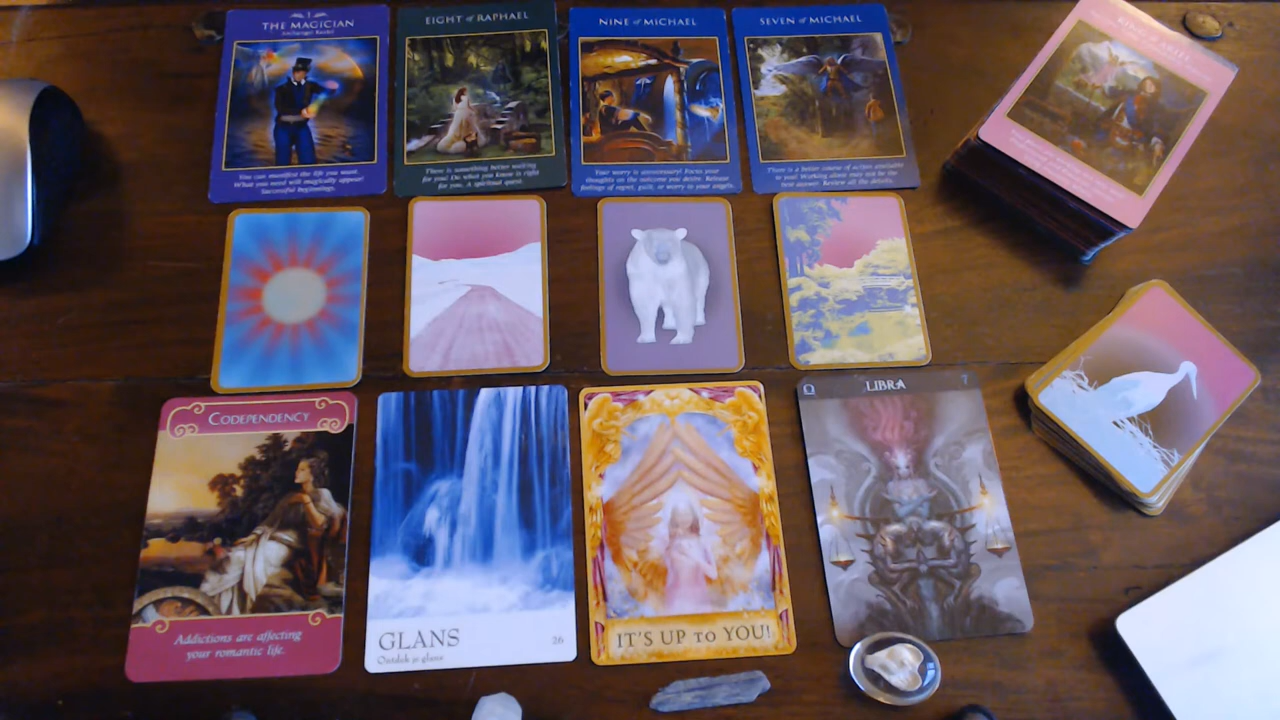 I
THE MAGICIAN
Archangel Raziel
You can manifest the life you want.
What you need will magically appear!
Successful beginnings.
EIGHT of RAPHAEL
There is something better waiting
for you! Do what you know is right
for you. A spiritual quest.
NINE of MICHAEL
Your worry is unnecessary! Focus your
thoughts on the outcome you desire. Release
feelings of regret, guilt, or worry to your angels.
SEVEN of MICHAEL
There is a better course of action available
to you! Working alone may not be the
best answer. Review all the details.
CODEPENDENCY
Addictions are affecting
your romantic life.
GLANS
26
Ontdek je glans
IT'S UP TO YOU!
LIBRA
7